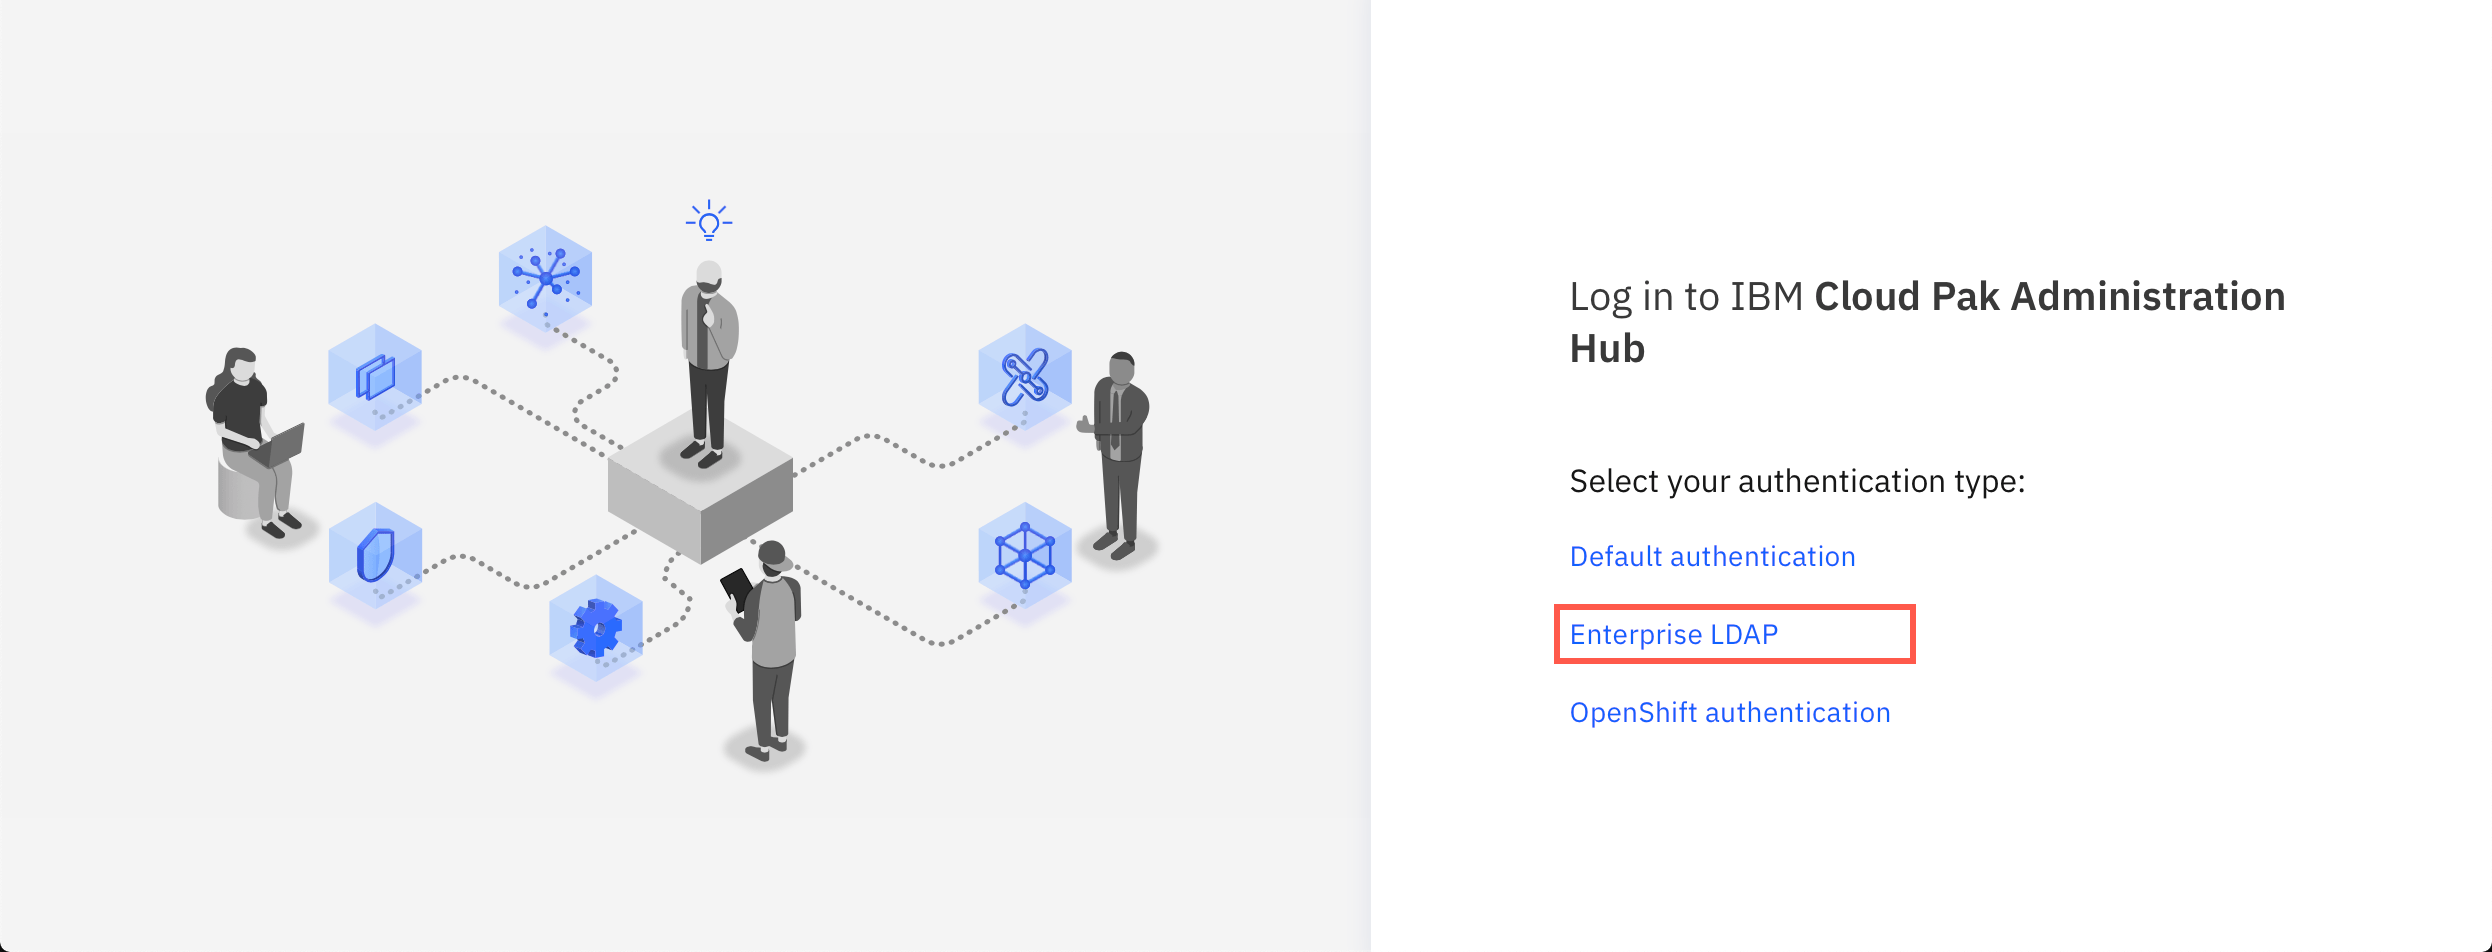 Log in to IBM Cloud Pak Administration
Hub
Select your authentication type:
Default authentication
Enterprise LDAP
OpenShift authentication